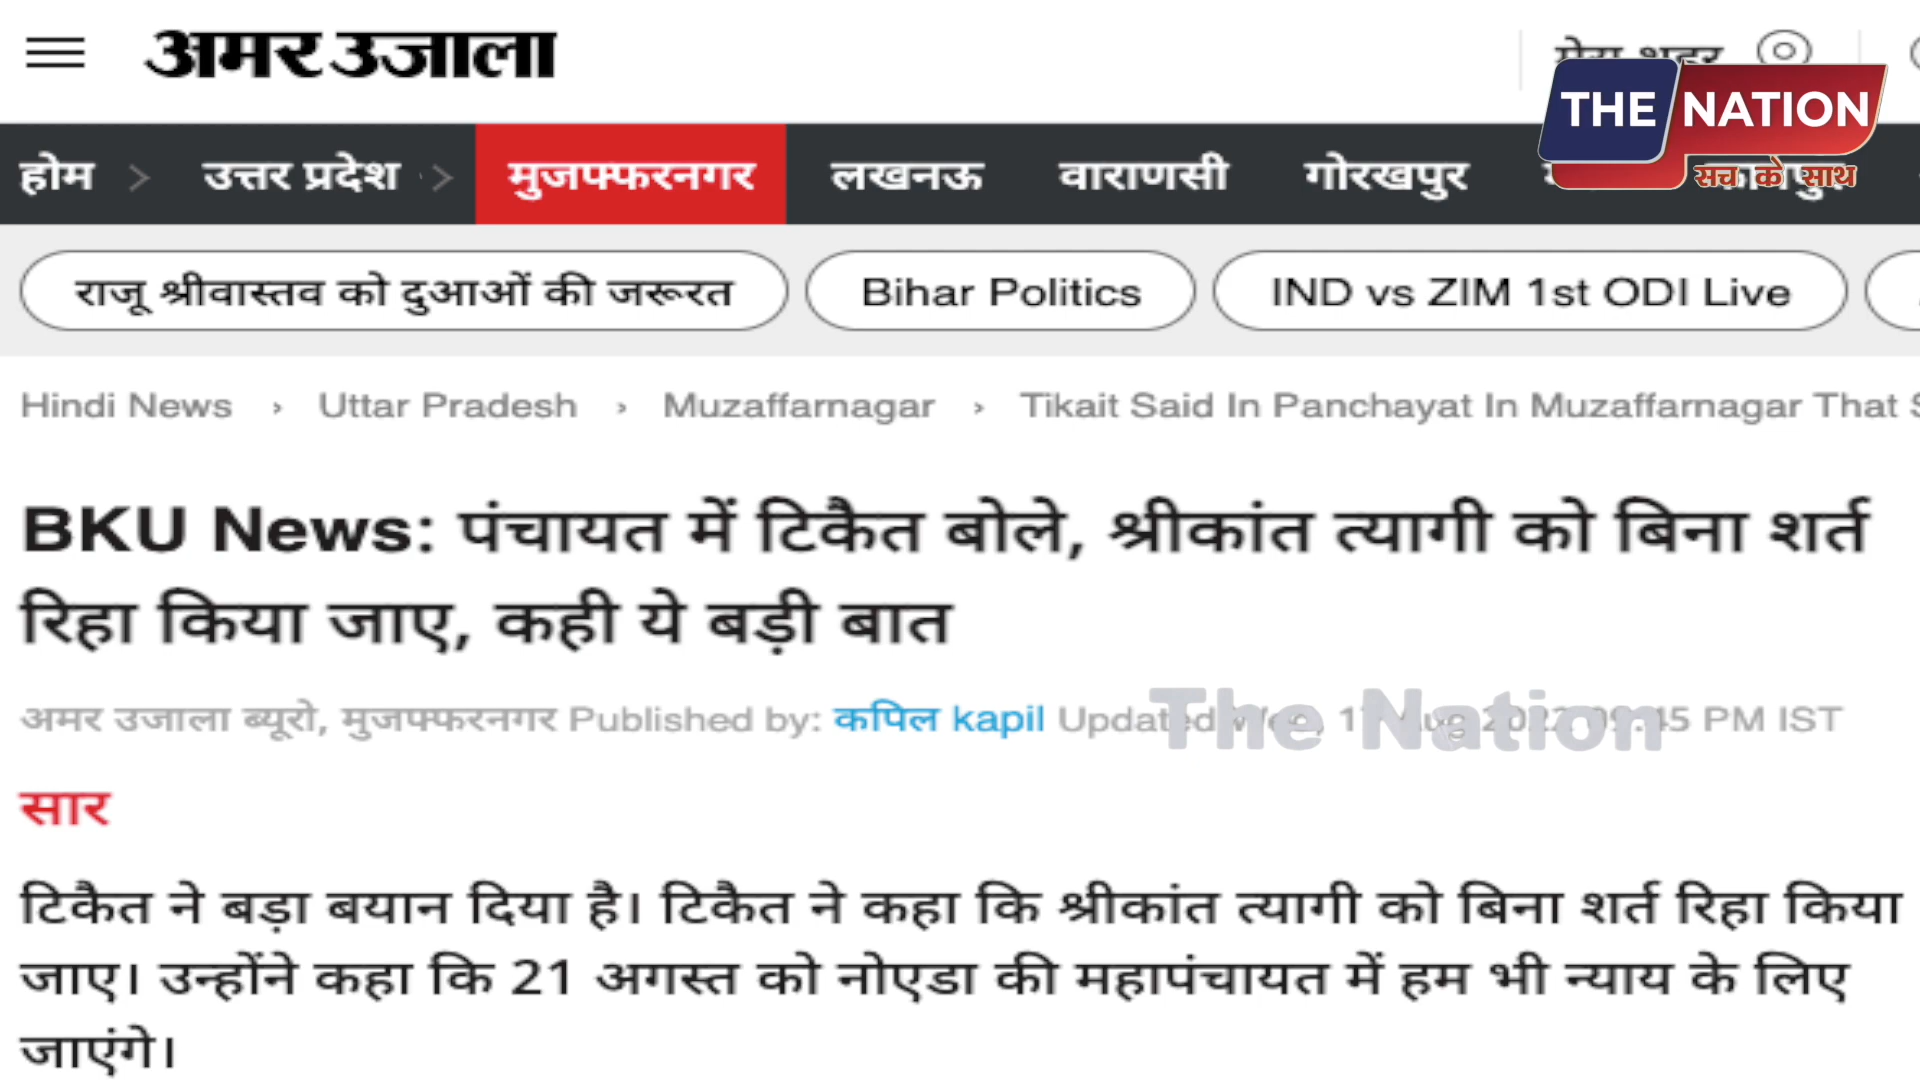 अमर उजाला
मेरा शहर
THE NATION
सच के साथ
होम > उत्तर प्रदेश > मुजफ्फरनगर लखनऊ वाराणसी गोरखपुर
राजू श्रीवास्तव को दुआओं की जरूरत Bihar Politics IND vs ZIM 1st ODI Live
Hindi News > Uttar Pradesh > Muzaffarnagar > Tikait Said In Panchayat In Muzaffarnagar That
BKU News: पंचायत में टिकैत बोले, श्रीकांत त्यागी को बिना शर्त
रिहा किया जाए, कही ये बड़ी बात
अमर उजाला ब्यूरो, मुजफ्फरनगर Published by: कपिल kapil Updated PM IST
The Nation
सार
टिकैत ने बड़ा बयान दिया है। टिकैत ने कहा कि श्रीकांत त्यागी को बिना शर्त रिहा किया
जाए। उन्होंने कहा कि 21 अगस्त को नोएडा की महापंचायत में हम भी न्याय के लिए
जाएंगे।